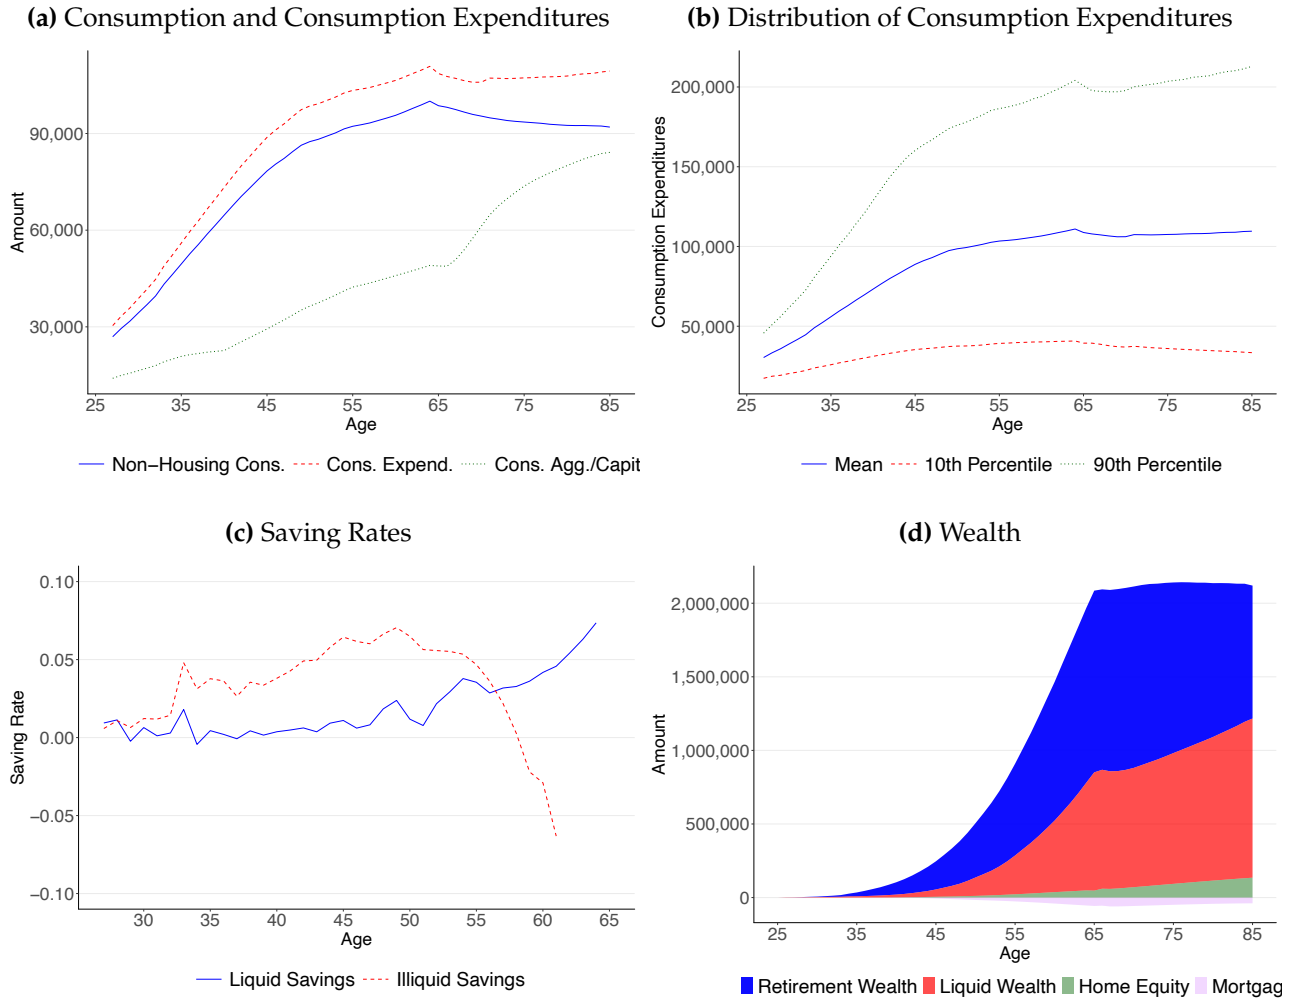 (a) Consumption and Consumption Expenditures
Amount
90,000
60,000
30,000
25 35 45 55 65 75 85
Age
Non−Housing Cons. Cons. Expend. Cons. Agg./Capit
(b) Distribution of Consumption Expenditures
Consumption Expenditures
200,000
150,000
100,000
50,000
25 35 45 55 65 75 85
Age
Mean 10th Percentile 90th Percentile
(c) Saving Rates
Saving Rate
0.10
0.05
0.00
−0.05
−0.10
30 35 40 45 50 55 60 65
Age
Liquid Savings Illiquid Savings
(d) Wealth
Amount
2,000,000
1,500,000
1,000,000
500,000
0
25 35 45 55 65 75 85
Age
Retirement Wealth Liquid Wealth Home Equity Mortgag